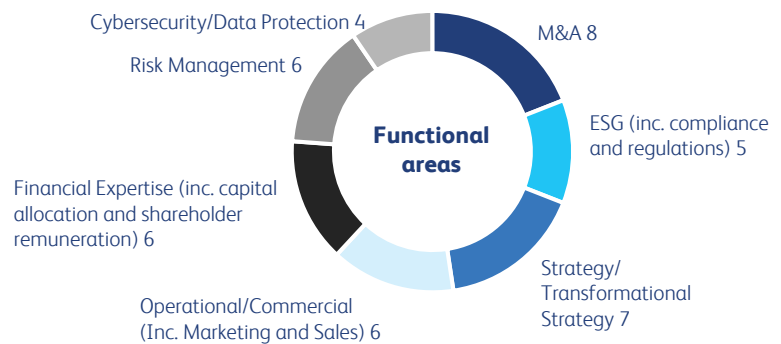 Cybersecurity/Data Protection 4
M&A 8
Risk Management 6
Functional
areas
ESG (inc. compliance
and regulations) 5
Financial Expertise (inc. capital
allocation and shareholder
remuneration) 6
Strategy/
Transformational
Strategy 7
Operational/Commercial
(Inc. Marketing and Sales) 6